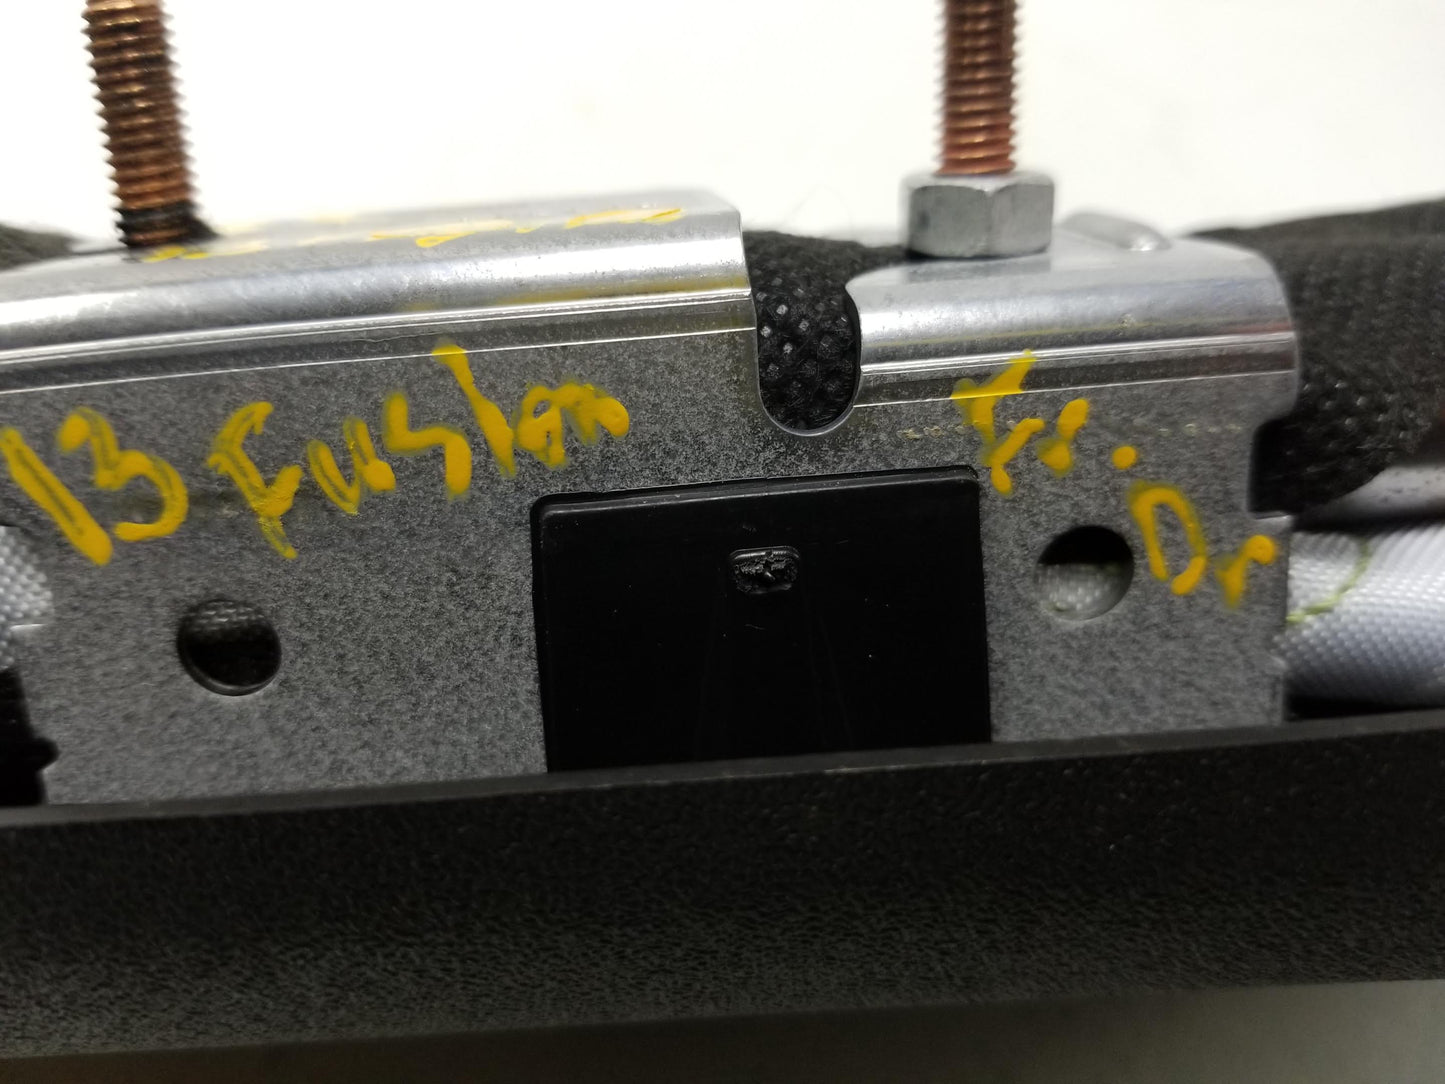 13 Fusion Fr.
Dr